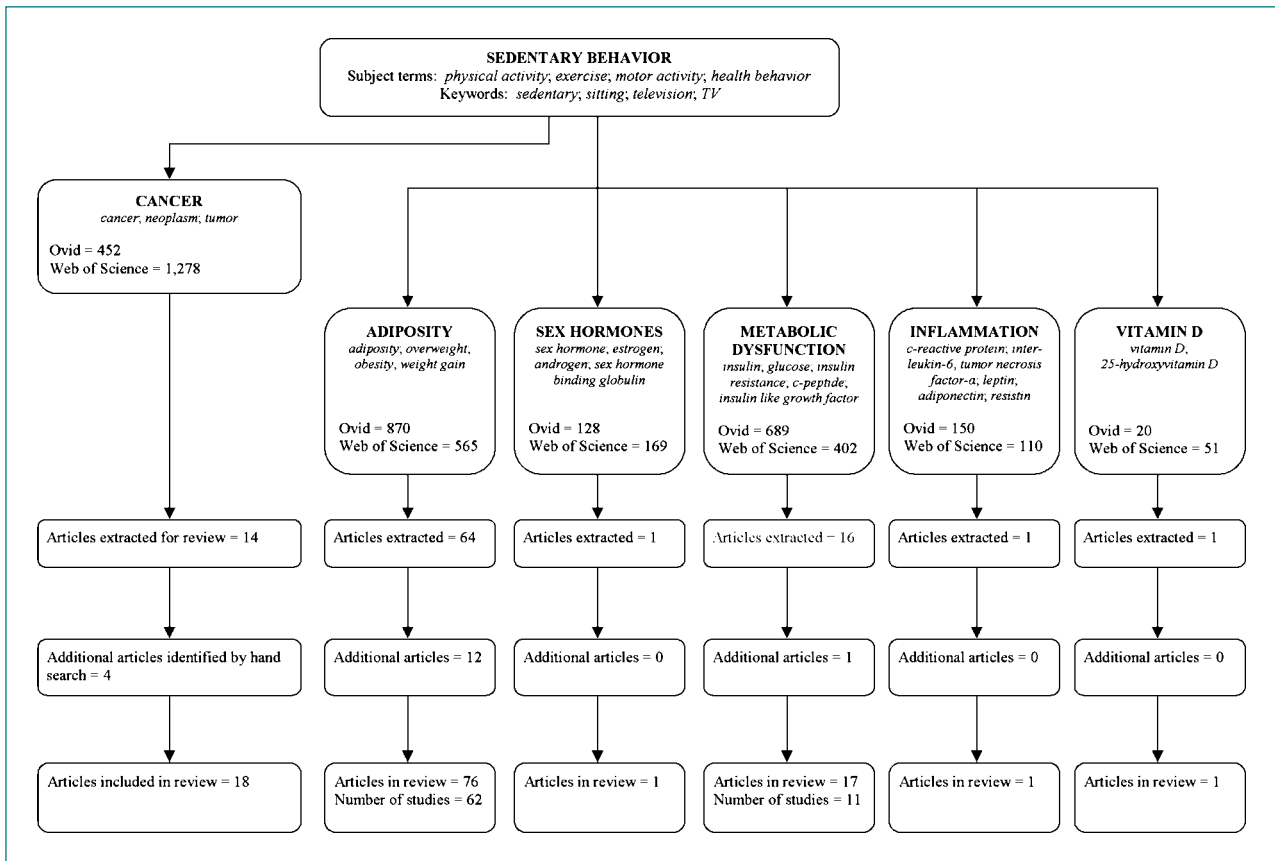 SEDENTARY BEHAVIOR
Subject terms: physical activity; exercise; motor activity; health behavior
Keywords: sedentary; sitting; television; TV
CANCER
cancer; neoplasm; tumor
Ovid = 452
Web of Science = 1,278
ADIPOSITY
adiposity; overweight,
obesity, weight gain
Ovid = 870
Web of Science = 565
SEX HORMONES
sex hormone, estrogen;
androgen; sex hormone
binding globulin
Ovid = 128
Web of Science = 169
METABOLIC
DYSFUNCTION
insulin, glucose, insulin
resistance, c-peptide,
insulin like growth factor
Ovid = 689
Web of Science = 402
INFLAMMATION
c-reactive protein; inter-
leukin-6, tumor necrosis
factor-α; leptin,
adiponectin; resistin
Ovid = 150
Web of Science = 110
VITAMIN D
vitamin D;
25-hydroxyvitamin D
Ovid = 20
Web of Science = 51
Articles extracted for review = 14
Articles extracted = 64
Articles extracted = 1
Articles extracted = 16
Articles extracted = 1
Articles extracted = 1
Additional articles identified by hand
search = 4
Additional articles = 12
Additional articles = 0
Additional articles = 1
Additional articles = 0
Additional articles = 0
Articles included in review = 18
Articles in review = 76
Number of studies = 62
Articles in review = 1
Articles in review = 17
Number of studies = 11
Articles in review = 1
Articles in review = 1